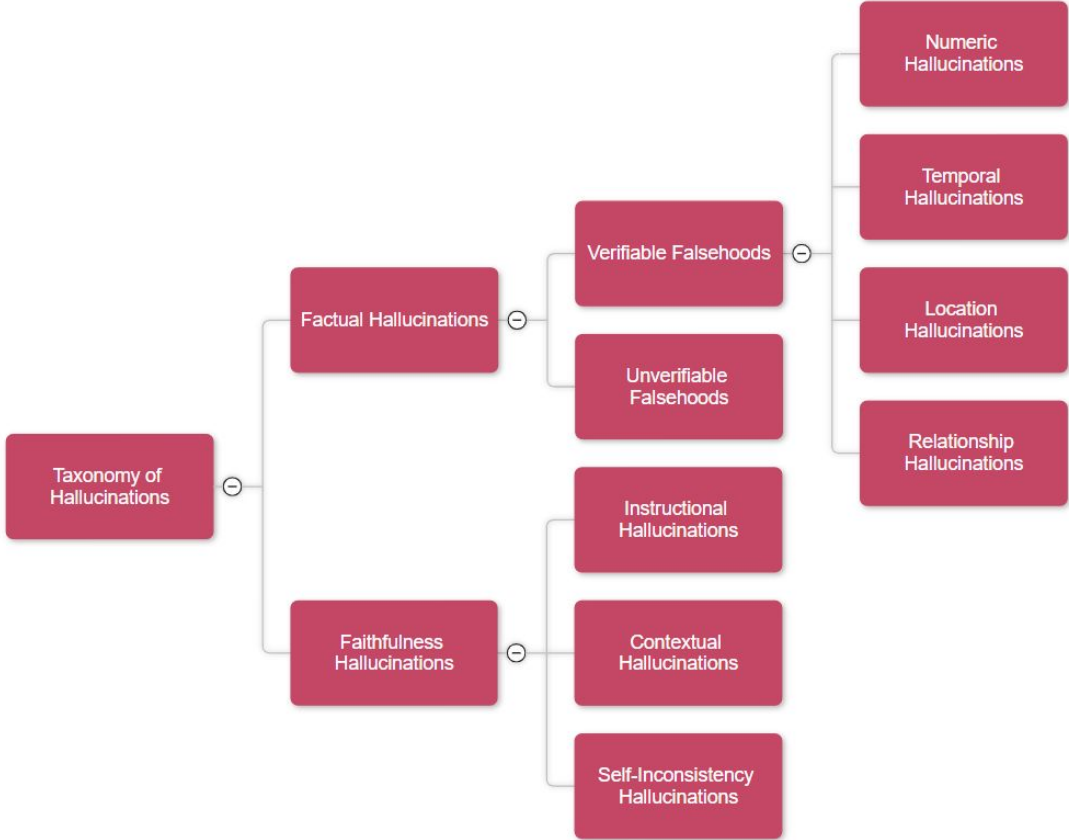 Taxonomy of
Hallucinations
Factual Hallucinations
Verifiable Falsehoods
Numeric
Hallucinations
Temporal
Hallucinations
Location
Hallucinations
Relationship
Hallucinations
Unverifiable
Falsehoods
Faithfulness
Hallucinations
Instructional
Hallucinations
Contextual
Hallucinations
Self-Inconsistency
Hallucinations